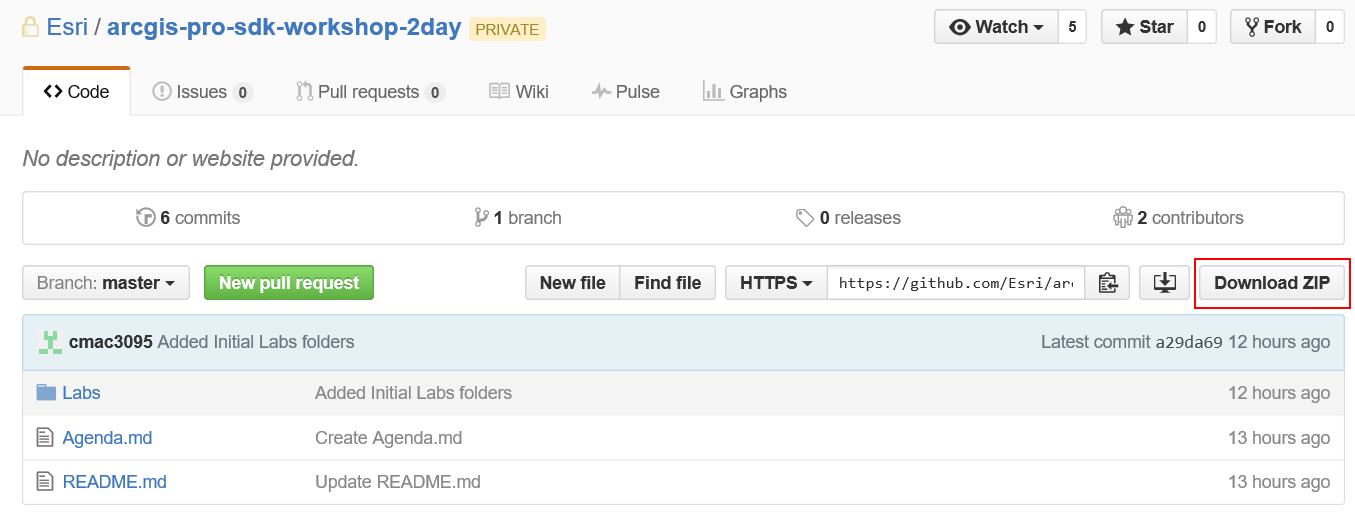 Esri / arcgis-pro-sdk-workshop-2day PRIVATE Watch 5 Star 0 Fork 0
Code Issues 0 Pull requests 0 Wiki Pulse Graphs
No description or website provided.
6 commits 1 branch 0 releases 2 contributors
Branch: master New pull request New file Find file HTTPS https://github.com/Esri/arc Download ZIP
cmac3095 Added Initial Labs folders Latest commit a29da69 12 hours ago
Labs Added Initial Labs folders 12 hours ago
Agenda.md Create Agenda.md 13 hours ago
README.md Update README.md 13 hours ago